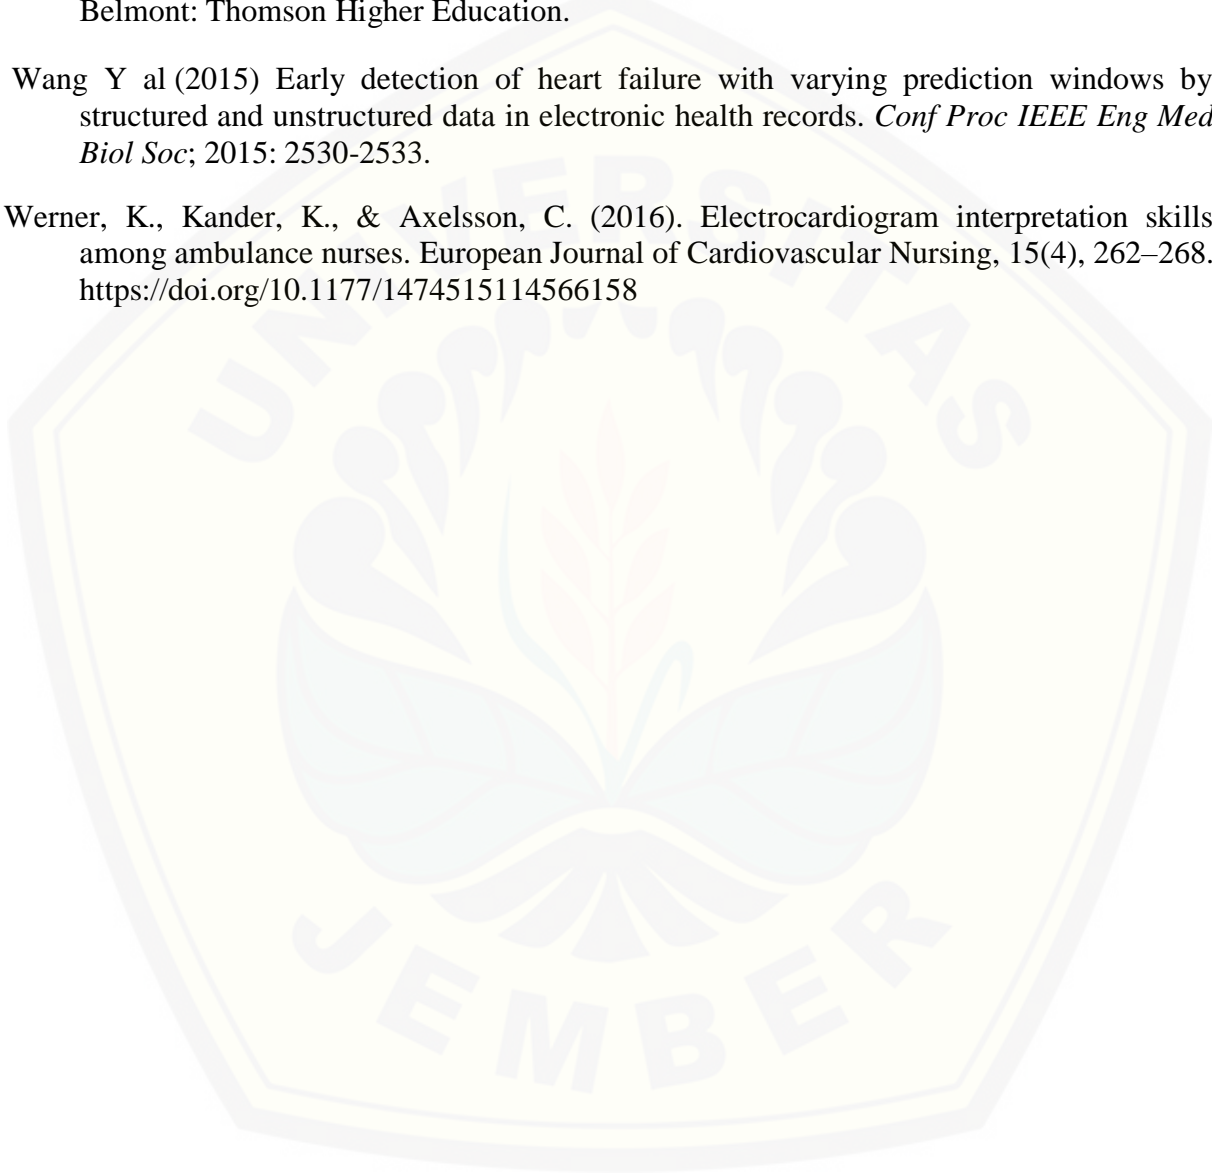 Belmont: Thomson Higher Education.
Wang Y al (2015) Early detection of heart failure with varying prediction windows by
structured and unstructured data in electronic health records. Conf Proc IEEE Eng Med
Biol Soc; 2015: 2530-2533.
Werner, K., Kander, K., & Axelsson, C. (2016). Electrocardiogram interpretation skills
among ambulance nurses. European Journal of Cardiovascular Nursing, 15(4), 262–268.
https://doi.org/10.1177/1474515114566158
UNIVERSITAS
JEMBER